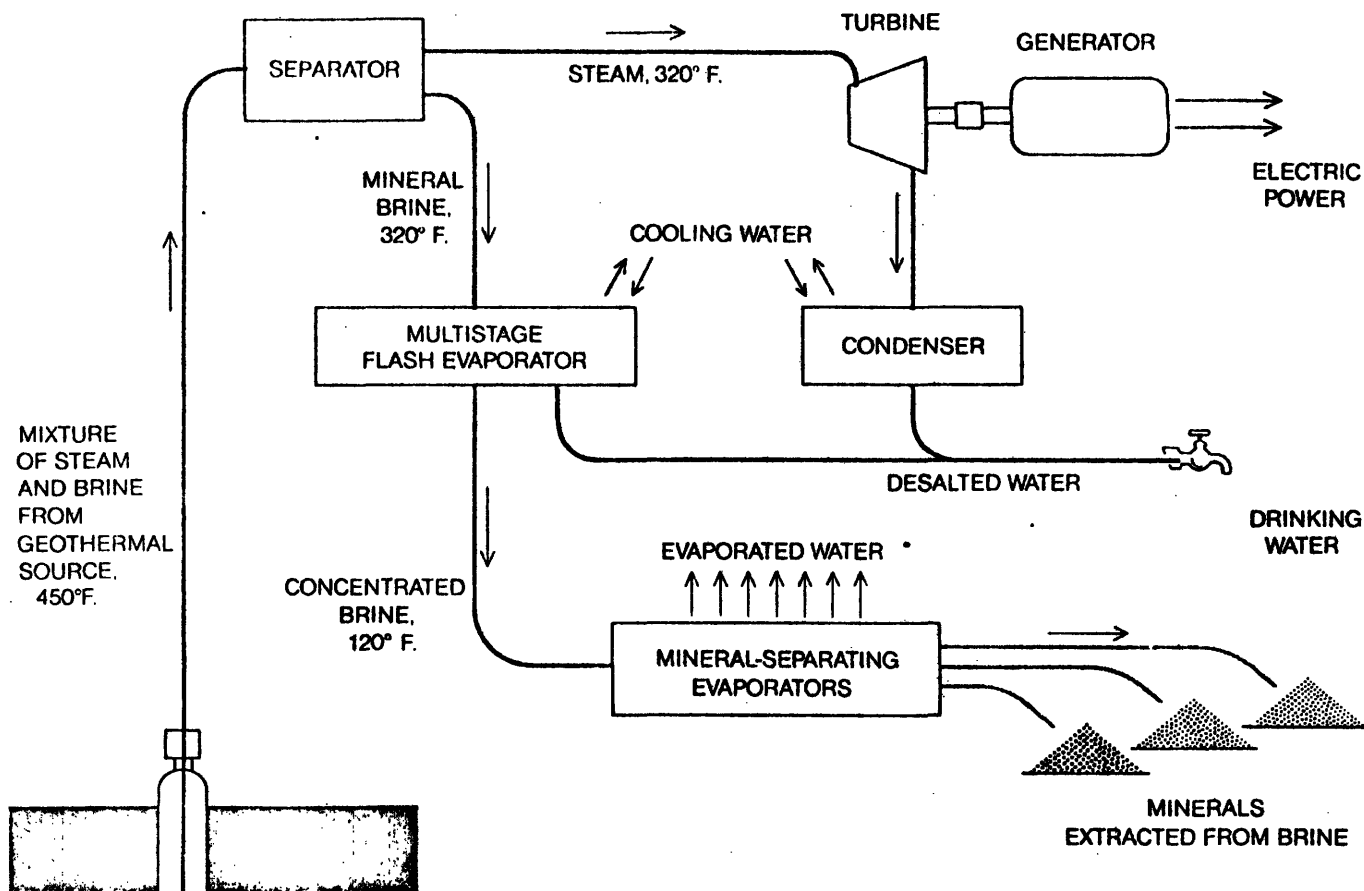 TURBINE
GENERATOR
SEPARATOR
STEAM, 320° F.
ELECTRIC
POWER
MINERAL
BRINE,
320° F.
COOLING WATER
MULTISTAGE
FLASH EVAPORATOR
CONDENSER
MIXTURE
OF STEAM
AND BRINE
FROM
GEOTHERMAL
SOURCE,
450°F.
DESALTED WATER
DRINKING
WATER
EVAPORATED WATER
CONCENTRATED
BRINE,
120° F.
MINERAL-SEPARATING
EVAPORATORS
MINERALS
EXTRACTED FROM BRINE